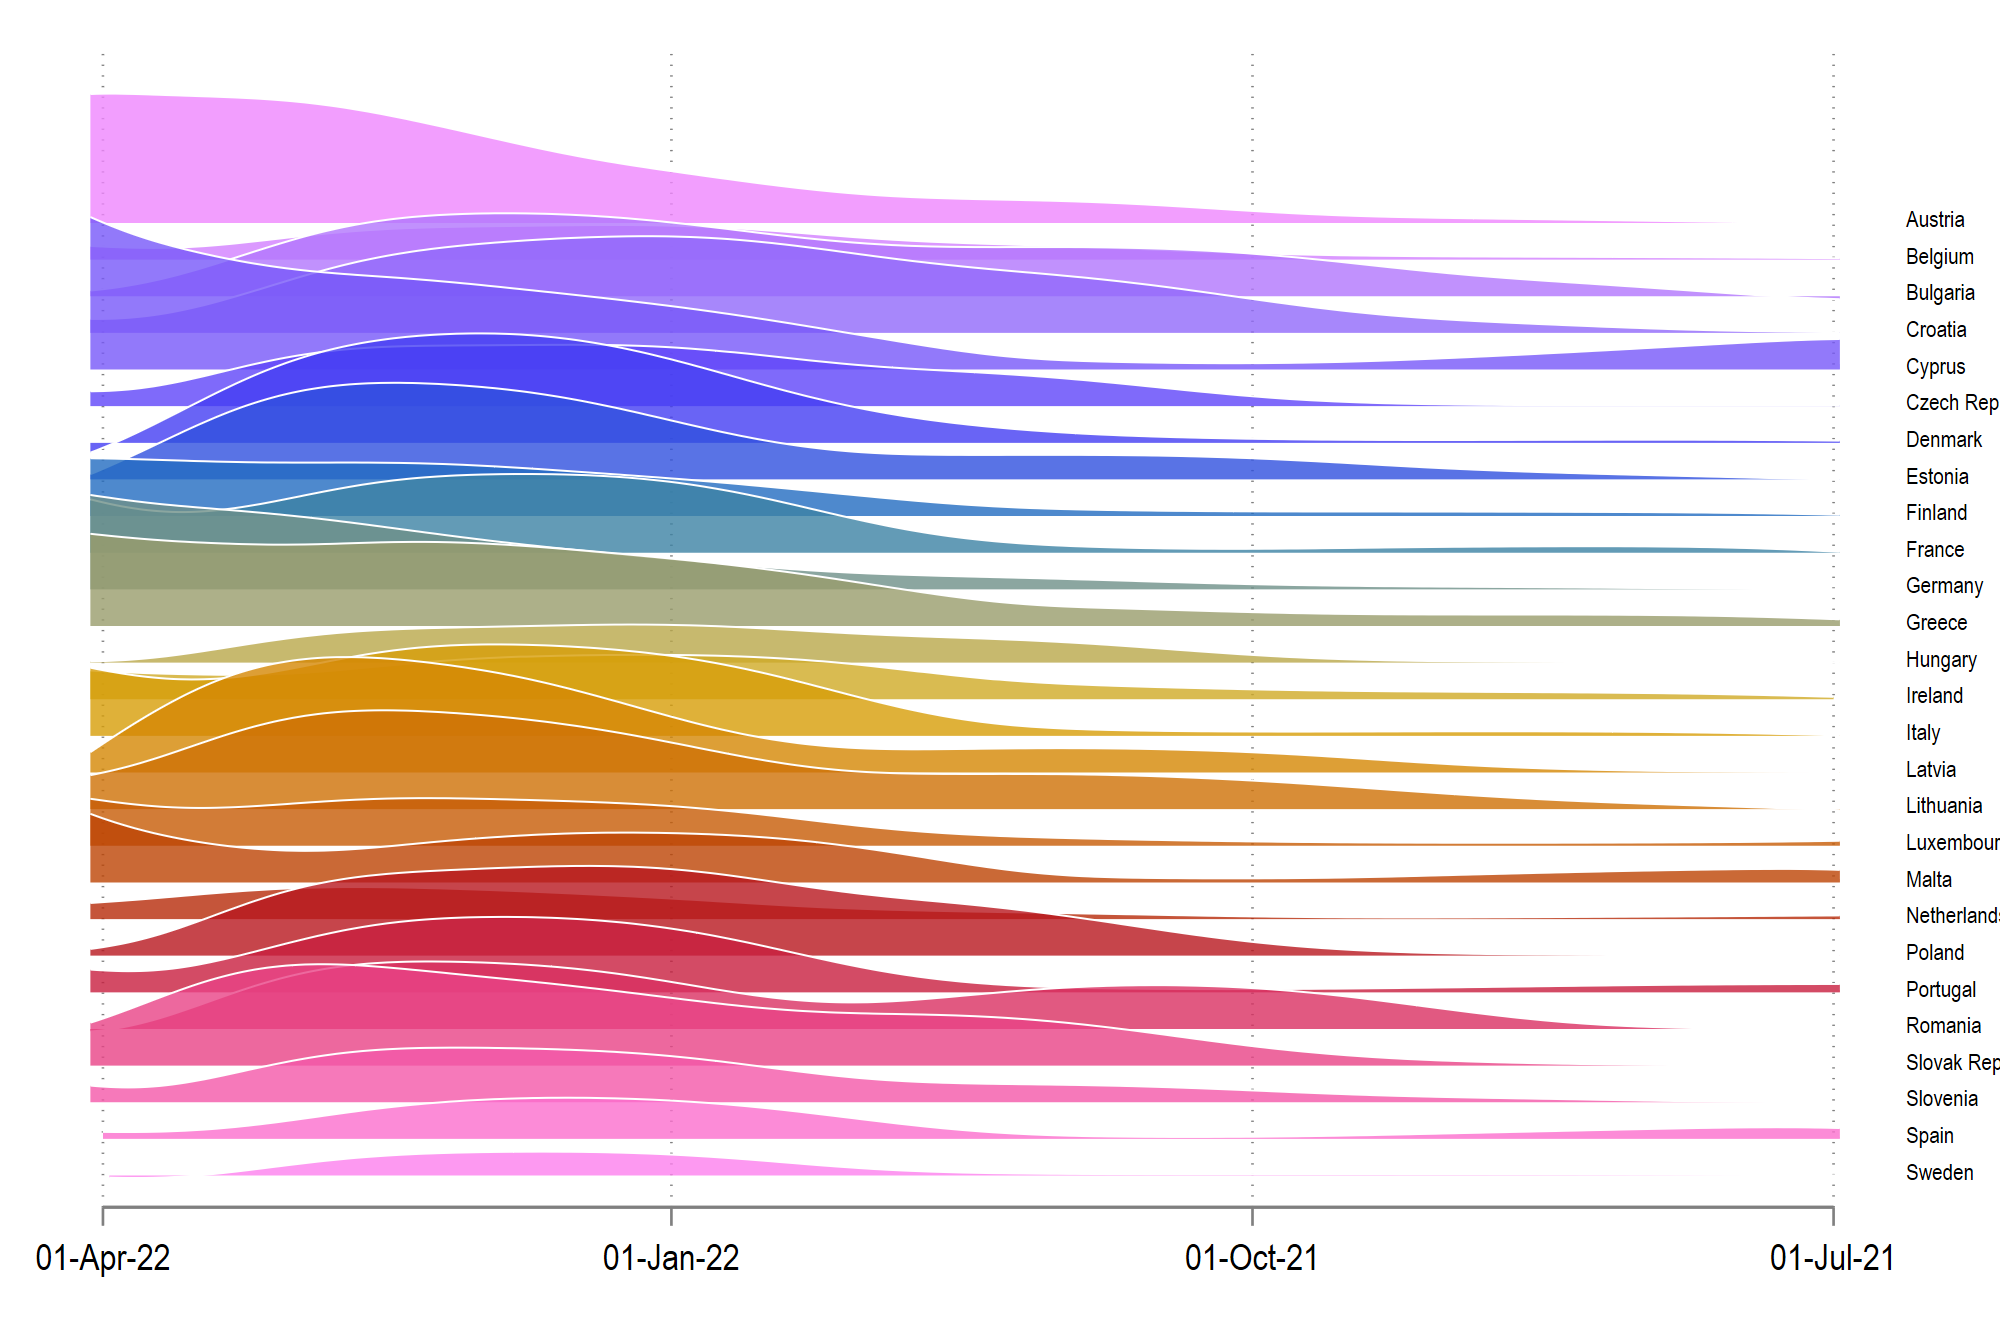 Austria
Belgium
Bulgaria
Croatia
Cyprus
Czech Rep
Denmark
Estonia
Finland
France
Germany
Greece
Hungary
Ireland
Italy
Latvia
Lithuania
Luxembour
Malta
Netherlands
Poland
Portugal
Romania
Slovak Rep
Slovenia
Spain
Sweden
01-Apr-22 01-Jan-22 01-Oct-21 01-Jul-21